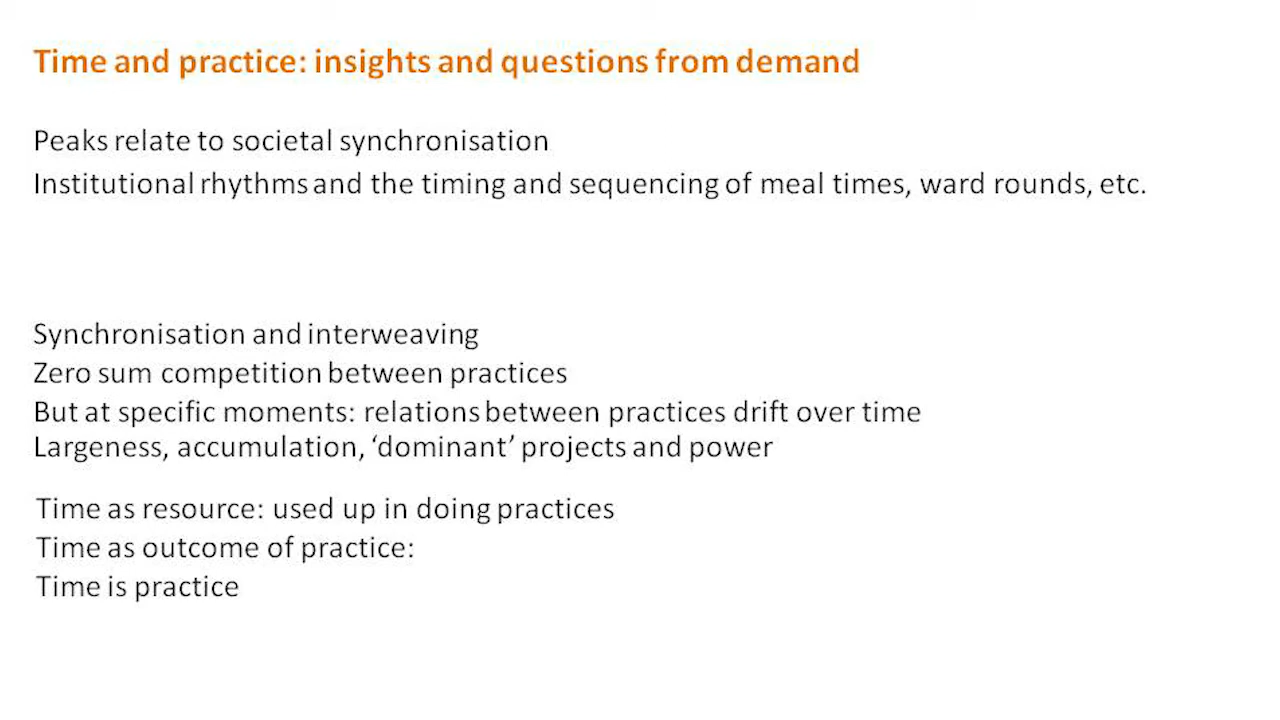 Time and practice: insights and questions from demand
Peaks relate to societal synchronisation
Institutional rhythms and the timing and sequencing of meal times, ward rounds, etc.
Synchronisation and interweaving
Zero sum competition between practices
But at specific moments: relations between practices drift over time
Largeness, accumulation, ‘dominant’ projects and power
Time as resource: used up in doing practices
Time as outcome of practice:
Time is practice